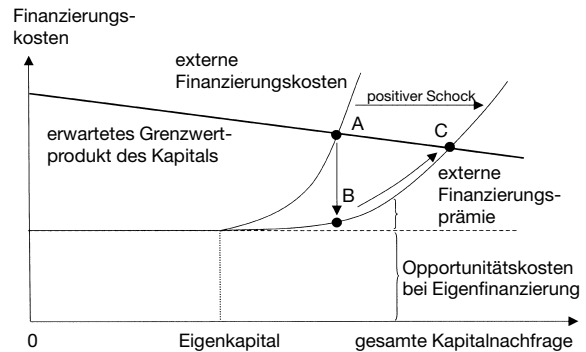 Finanzierungs-
kosten
externe
Finanzierungskosten
positiver Schock
A
C
erwartetes Grenzwert-
produkt des Kapitals
B
externe
Finanzierungs-
prämie
Opportunitätskosten
bei Eigenfinanzierung
0
Eigenkapital
gesamte Kapitalnachfrage